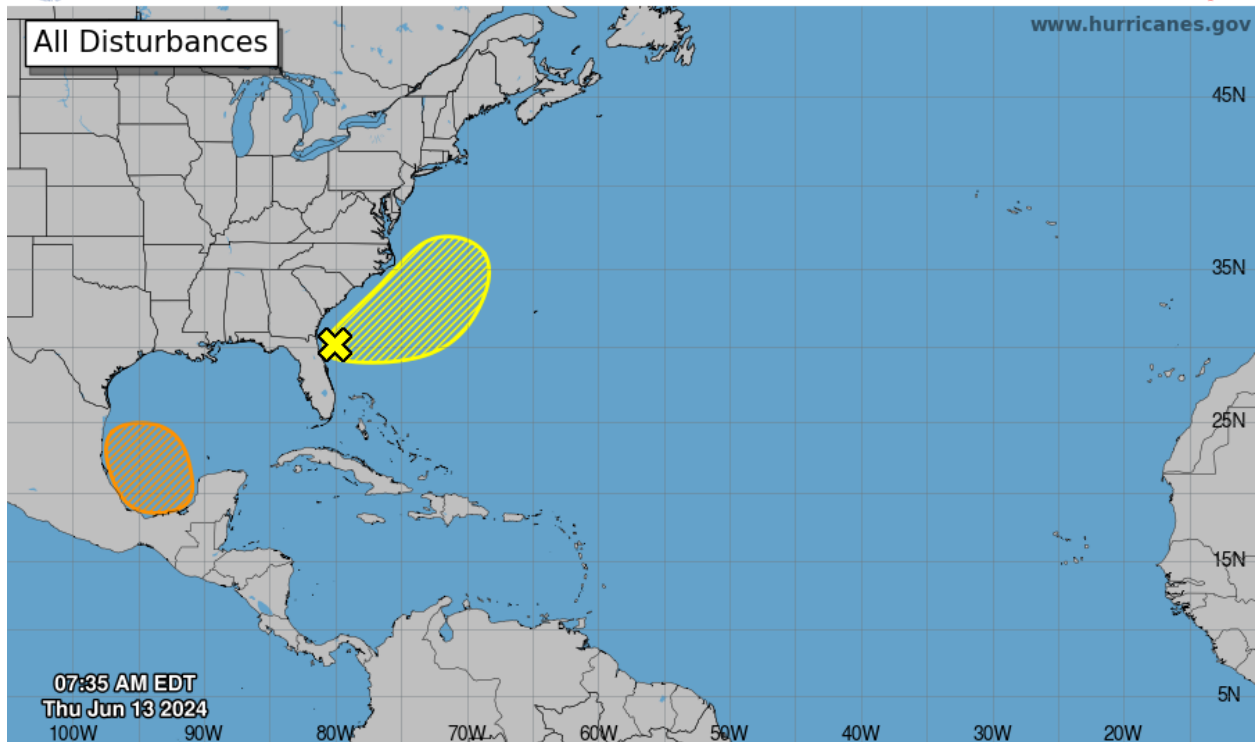 All Disturbances
www.hurricanes.gov
45N
35N
25N
15N
07:35 AM EDT
Thu Jun 13 2024
5N
100W 90W 80W 70W 60W 50W 40W 30W 20W